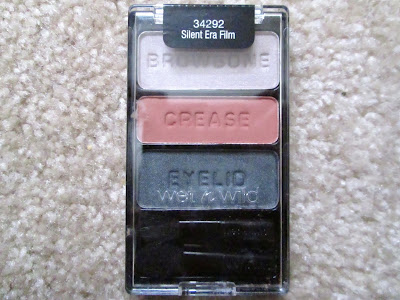 34292
Silent Era Film
BROWBONE
CREASE
EYELID
wet n wild